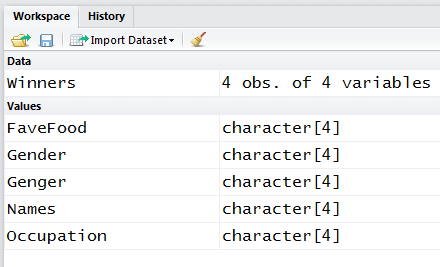 Workspace History
Import Dataset
Data
Winners 4 obs. of 4 variables
Values
FaveFood character[4]
Gender character[4]
Genger character[4]
Names character[4]
Occupation character[4]